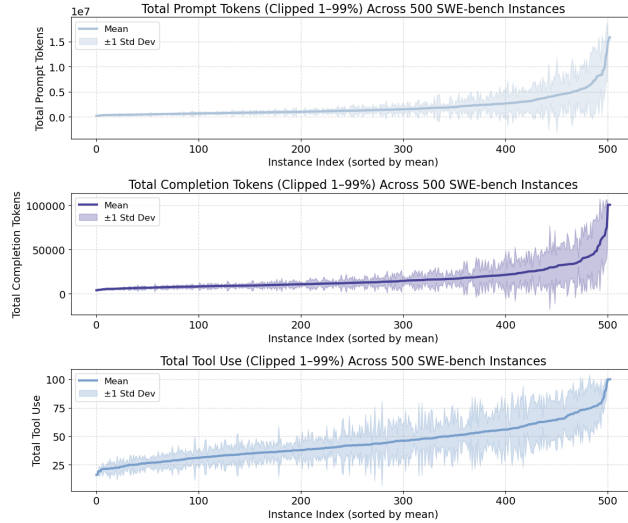 Total Prompt Tokens (Clipped 1–99%) Across 500 SWE-bench Instances
1e7
Mean
±1 Std Dev
1.5
1.0
0.5
0.0
Total Prompt Tokens
0 100 200 300 400 500
Instance Index (sorted by mean)
Total Completion Tokens (Clipped 1–99%) Across 500 SWE-bench Instances
Mean
±1 Std Dev
100000
50000
0
Total Completion Tokens
0 100 200 300 400 500
Instance Index (sorted by mean)
Total Tool Use (Clipped 1–99%) Across 500 SWE-bench Instances
Mean
±1 Std Dev
100
75
50
25
Total Tool Use
0 100 200 300 400 500
Instance Index (sorted by mean)